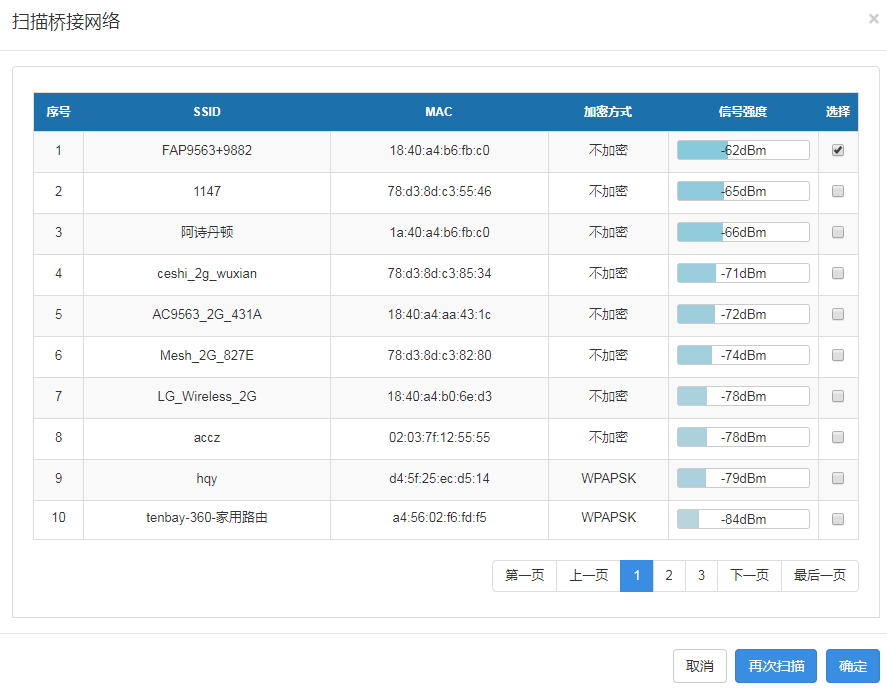 扫描桥接网络 ×
序号 SSID MAC 加密方式 信号强度 选择
1 FAP9563+9882 18:40:a4:b6:fb:c0 不加密 -62dBm
2 1147 78:d3:8d:c3:55:46 不加密 -65dBm
3 阿诗丹顿 1a:40:a4:b6:fb:c0 不加密 -66dBm
4 ceshi_2g_wuxian 78:d3:8d:c3:85:34 不加密 -71dBm
5 AC9563_2G_431A 18:40:a4:aa:43:1c 不加密 -72dBm
6 Mesh_2G_827E 78:d3:8d:c3:82:80 不加密 -74dBm
7 LG_Wireless_2G 18:40:a4:b0:6e:d3 不加密 -78dBm
8 accz 02:03:7f:12:55:55 不加密 -78dBm
9 hqy d4:5f:25:ec:d5:14 WPAPSK -79dBm
10 tenbay-360-家用路由 a4:56:02:f6:fd:f5 WPAPSK -84dBm
第一页 上一页 1 2 3 下一页 最后一页
取消 再次扫描 确定